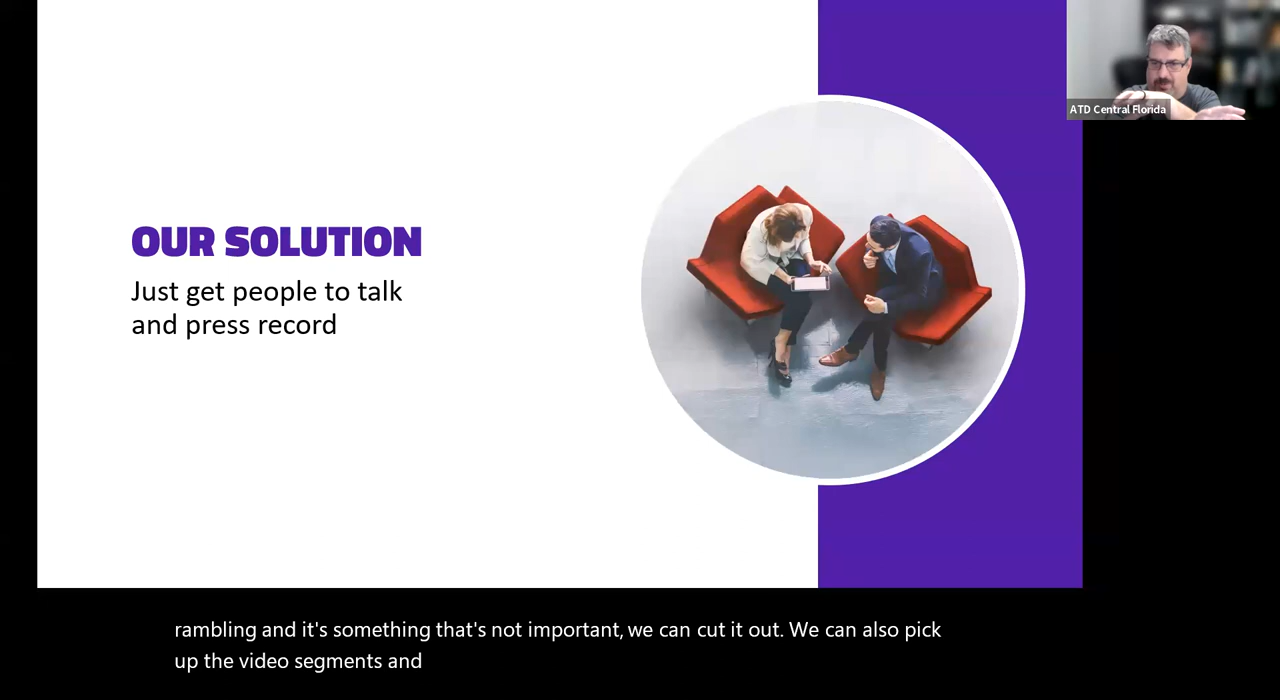 ATD Central Florida
OUR SOLUTION
Just get people to talk
and press record
rambling and it's something that's not important, we can cut it out. We can also pick
up the video segments and